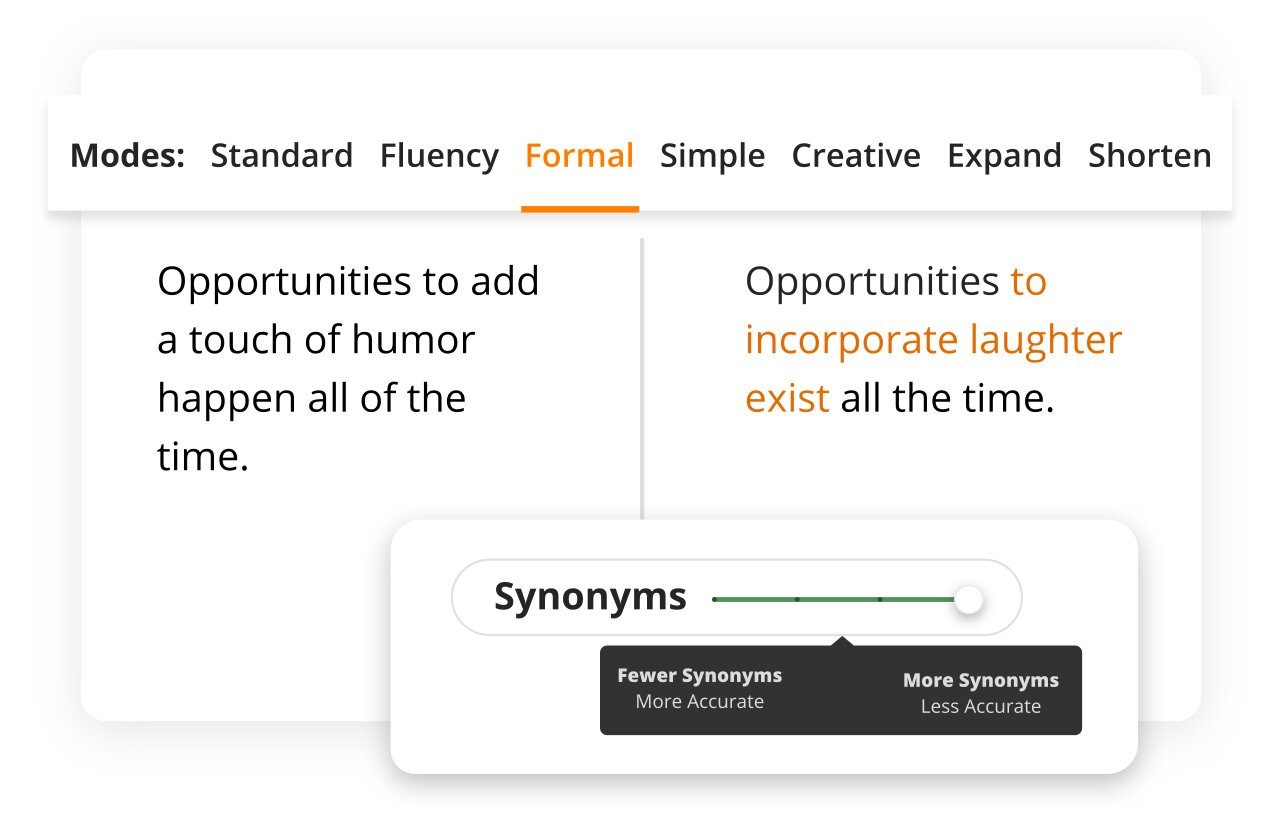 Modes: Standard Fluency Formal Simple Creative Expand Shorten
Opportunities to add
a touch of humor
happen all of the
time.
Opportunities to
incorporate laughter
exist all the time.
Synonyms
Fewer Synonyms
More Accurate
More Synonyms
Less Accurate